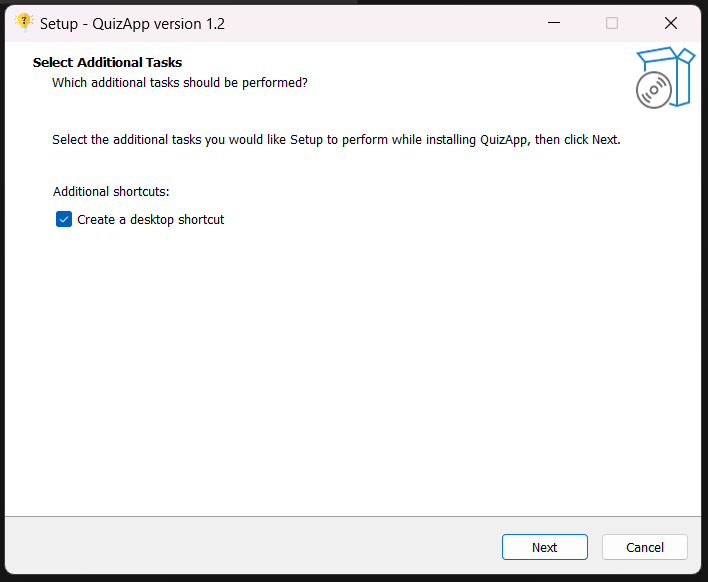 Setup - QuizApp version 1.2
Select Additional Tasks
Which additional tasks should be performed?
Select the additional tasks you would like Setup to perform while installing QuizApp, then click Next.
Additional shortcuts:
Create a desktop shortcut
Next Cancel